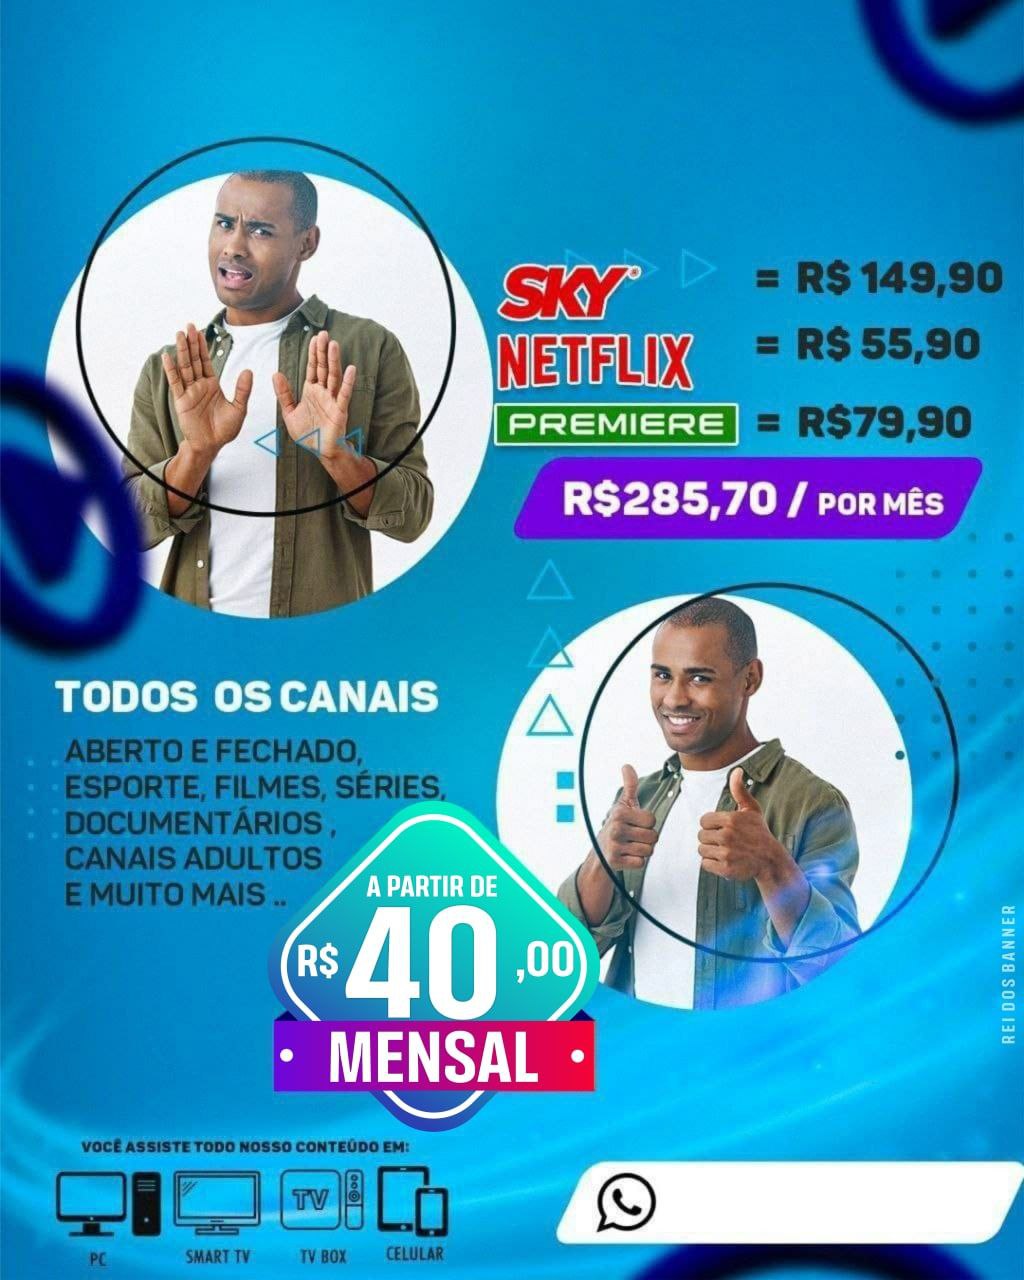 SKY® = R$ 149,90
NETFLIX = R$ 55,90
PREMIERE = R$79,90
R$285,70 / POR MÊS
TODOS OS CANAIS
ABERTO E FECHADO,
ESPORTE, FILMES, SÉRIES,
DOCUMENTÁRIOS ,
CANAIS ADULTOS
E MUITO MAIS ..
A PARTIR DE
R$ 40,00
MENSAL
REI DOS BANNER
VOCÊ ASSISTE TODO NOSSO CONTEÚDO EM:
TV
PC SMART TV TV BOX CELULAR